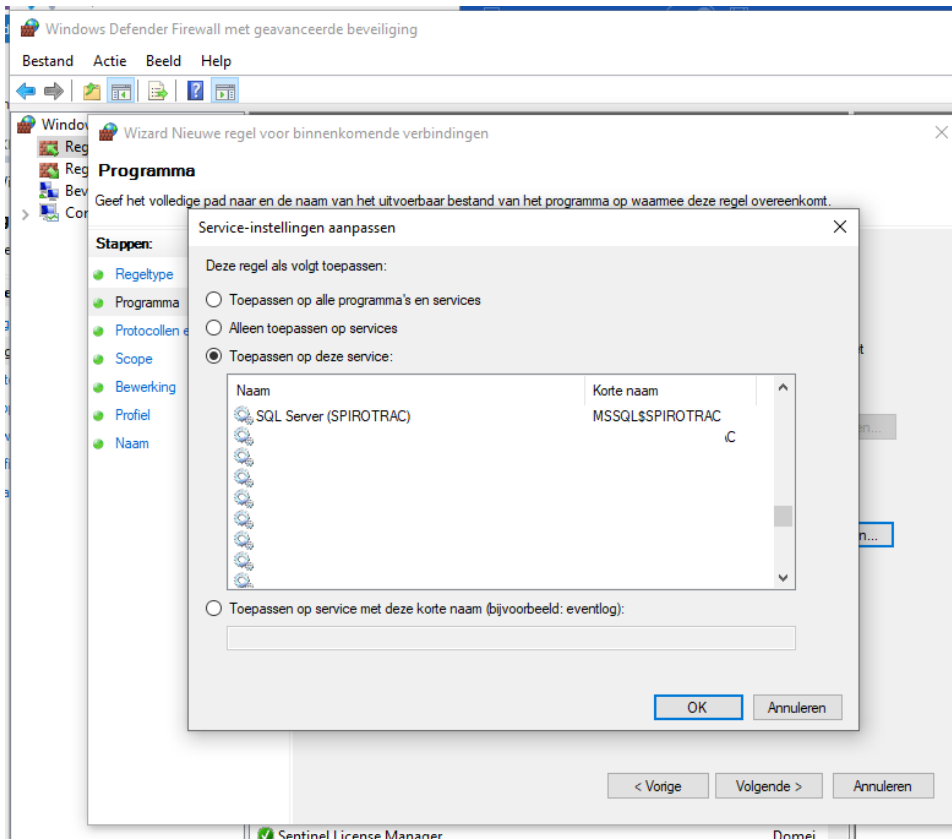 Windows Defender Firewall met geavanceerde beveiliging
Bestand Actie Beeld Help
Wizard Nieuwe regel voor binnenkomende verbindingen
Programma
Geef het volledige pad naar en de naam van het uitvoerbaar bestand van het programma op waarmee deze regel overeenkomt.
Service-instellingen aanpassen
Stappen:
Regeltype
Programma
Protocollen e
Scope
Bewerking
Profiel
Naam
Deze regel als volgt toepassen:
Toepassen op alle programma's en services
Alleen toepassen op services
Toepassen op deze service:
Naam Korte naam
SQL Server (SPIROTRAC) MSSQL$SPIROTRAC
Toepassen op service met deze korte naam (bijvoorbeeld: eventlog):
OK Annuleren
< Vorige Volgende > Annuleren
Sentinel License Manager Domei